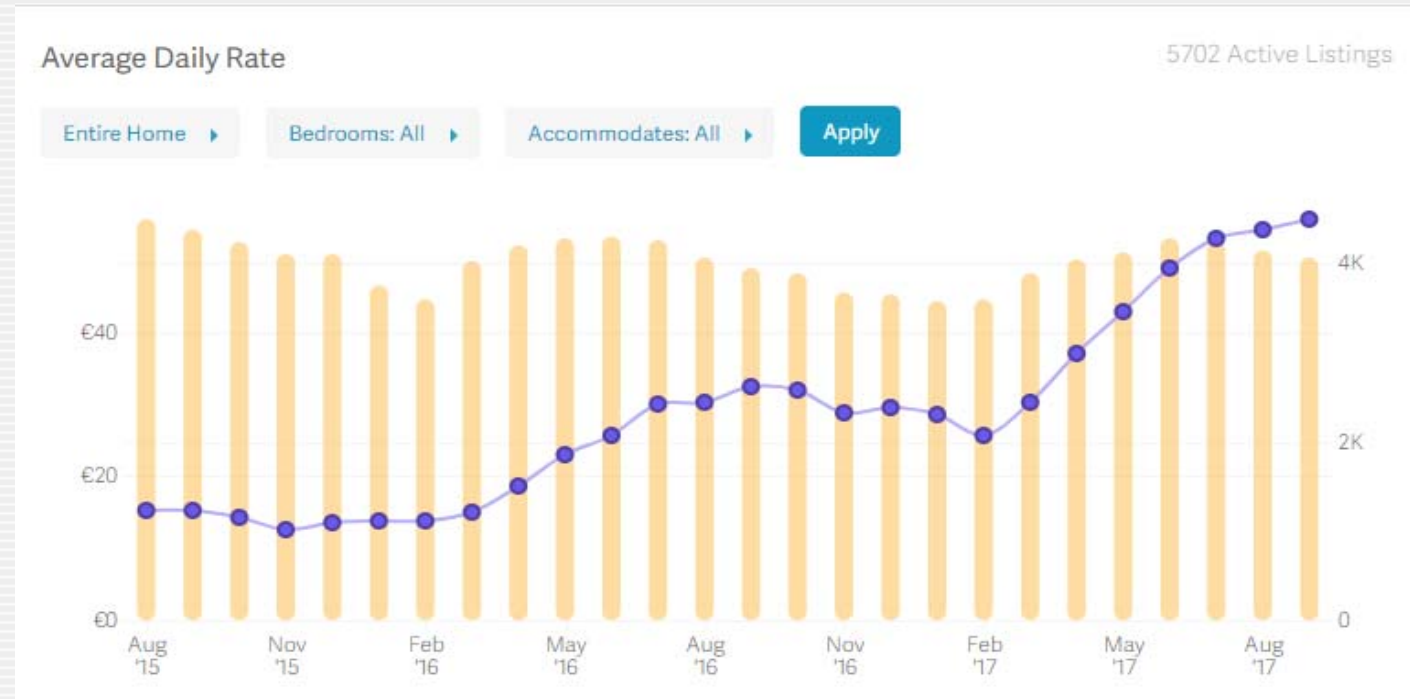 Average Daily Rate
5702 Active Listings
Entire Home
Bedrooms: All
Accommodates: All
Apply
4K
€40
2K
€20
€0
0
Aug
'15
Nov
'15
Feb
'16
May
'16
Aug
'16
Nov
'16
Feb
'17
May
'17
Aug
'17